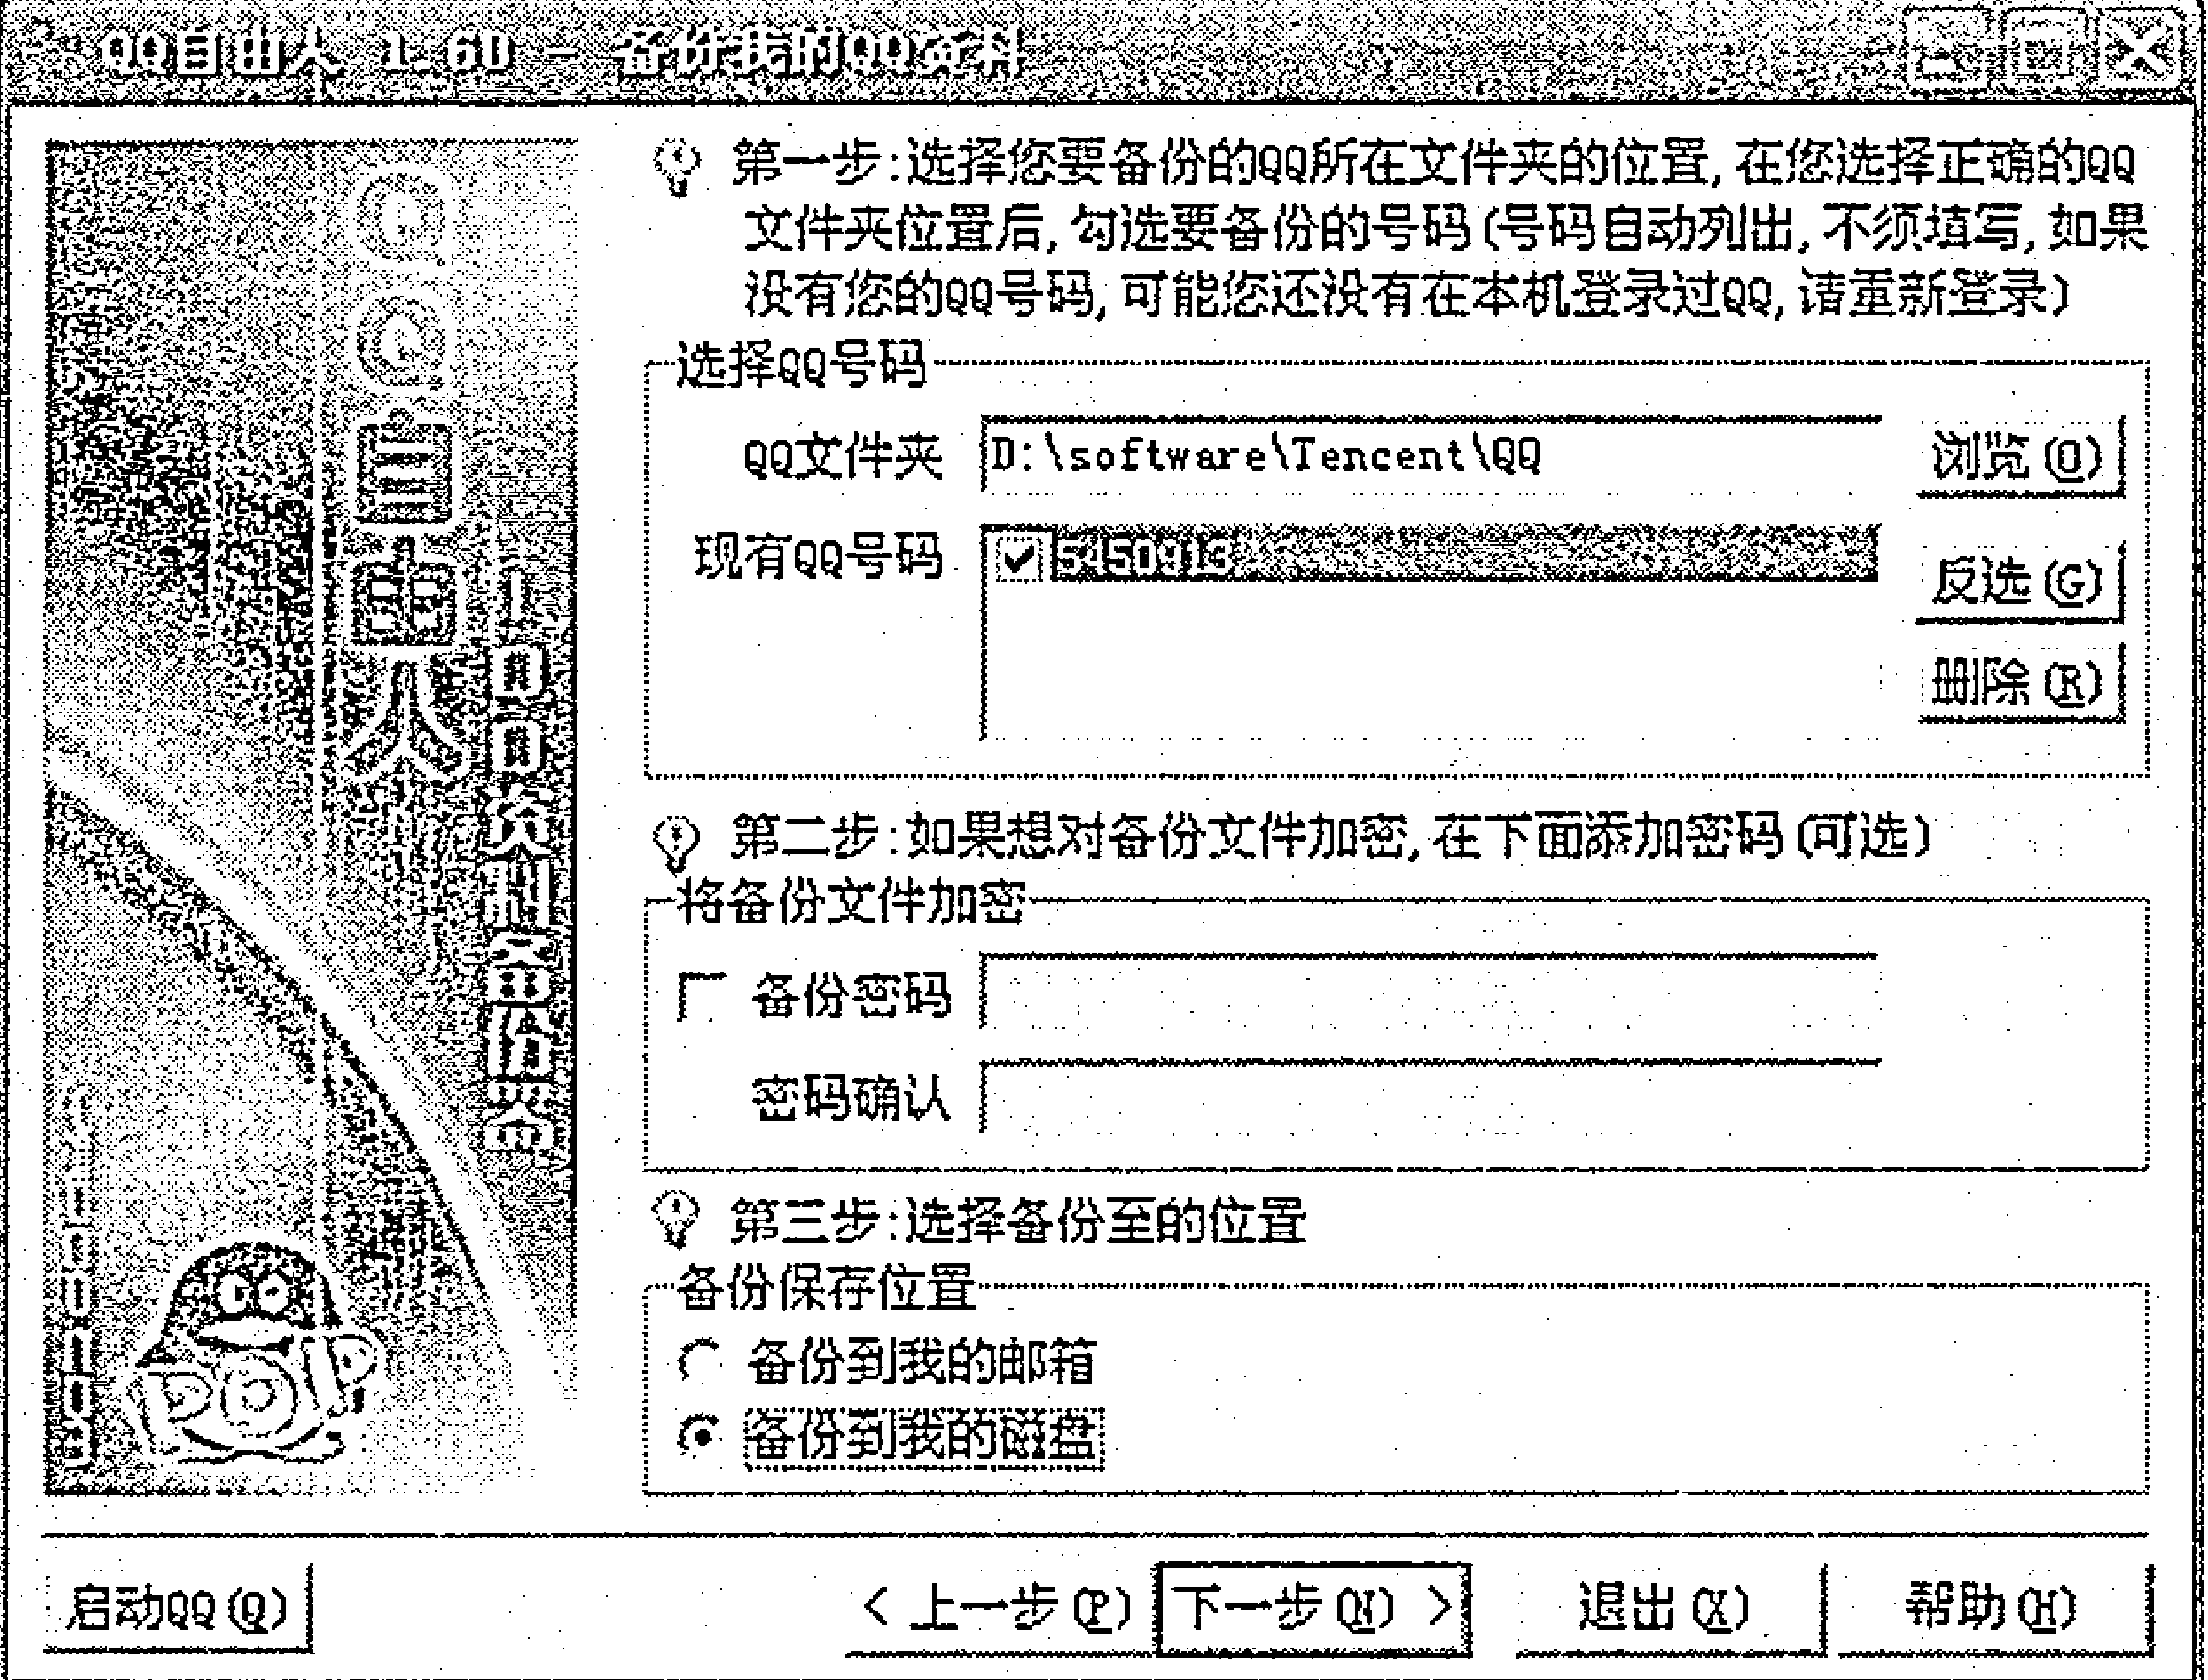 QQ自由人 1.60 - 备份我的QQ资料
QQ自由人
第一步:选择您要备份的QQ所在文件夹的位置,在您选择正确的QQ
文件夹位置后,勾选要备份的号码(号码自动列出,不须填写,如果
没有您的QQ号码,可能您还没有在本机登录过QQ,请重新登录)
选择QQ号码
QQ文件夹 D:\software\Tencent\QQ 浏览(O)
现有QQ号码 5450913
反选(G)
删除(R)
第二步:如果想对备份文件加密,在下面添加密码(可选)
将备份文件加密
备份密码
密码确认
第三步:选择备份至的位置
备份保存位置
备份到我的邮箱
备份到我的磁盘
启动QQ(Q) < 上一步(P) 下一步(N) > 退出(X) 帮助(H)